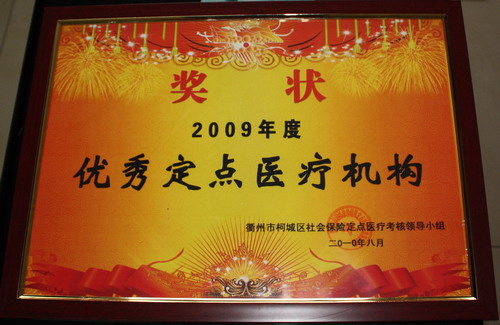 奖状
2009年度
优秀定点医疗机构
衢州市柯城区社会保险定点医疗考核领导小组
二0一0年八月